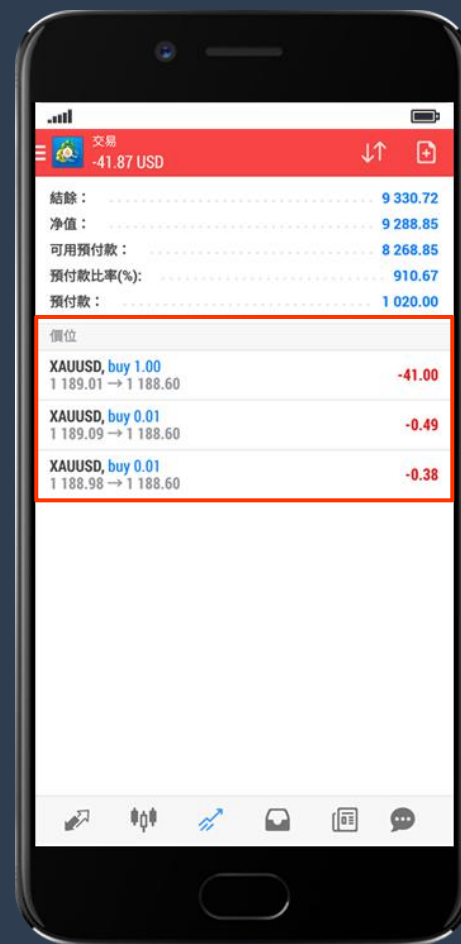 交易
-41.87 USD
結餘： 9 330.72
净值： 9 288.85
可用預付款： 8 268.85
預付款比率(%): 910.67
預付款： 1 020.00
價位
XAUUSD, buy 1.00
1 189.01 → 1 188.60 -41.00
XAUUSD, buy 0.01
1 189.09 → 1 188.60 -0.49
XAUUSD, buy 0.01
1 188.98 → 1 188.60 -0.38